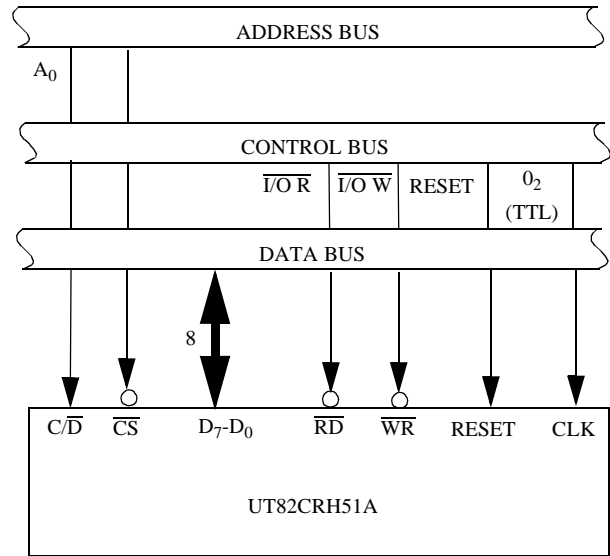 ADDRESS BUS
A0
CONTROL BUS
I/O R I/O W RESET 02
(TTL)
DATA BUS
8
C/D CS D7-D0 RD WR RESET CLK
UT82CRH51A